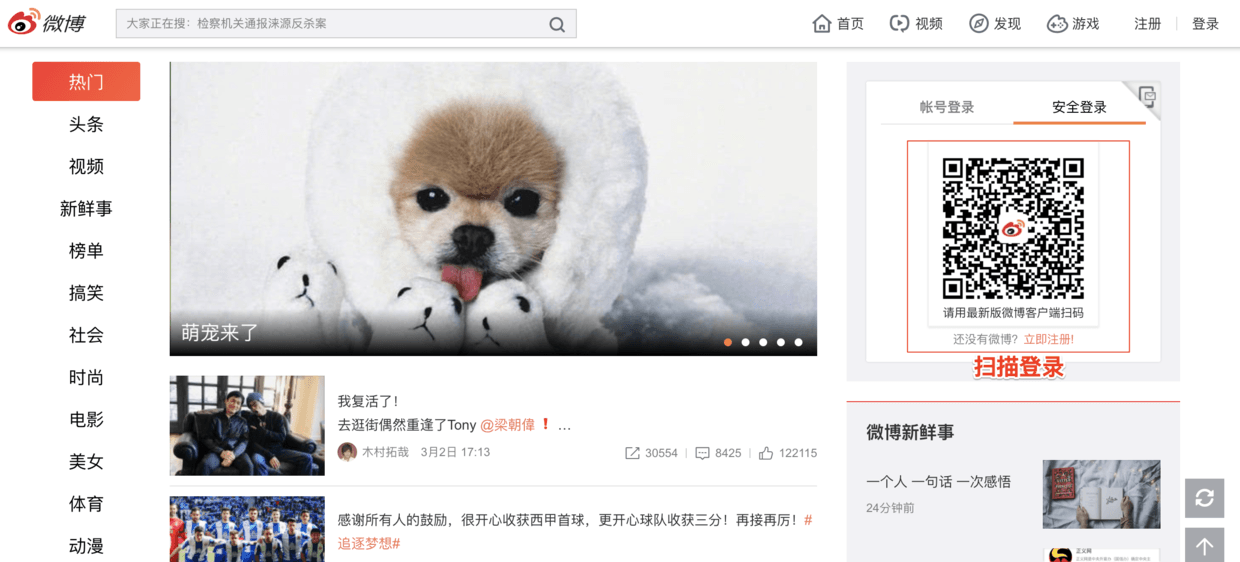 微博
大家正在搜：检察机关通报涞源反杀案
首页
视频
发现
游戏
注册
登录
热门
头条
视频
新鲜事
榜单
搞笑
社会
时尚
电影
美女
体育
动漫
萌宠来了
我复活了！
去逛街偶然重逢了Tony @梁朝偉 ❗ …
木村拓哉 3月2日 17:13
30554
8425
122115
感谢所有人的鼓励，很开心收获西甲首球，更开心球队收获三分！再接再厉！#
追逐梦想#
帐号登录
安全登录
请用最新版微博客户端扫码
还没有微博？立即注册!
扫描登录
微博新鲜事
一个人 一句话 一次感悟
24分钟前
正义网